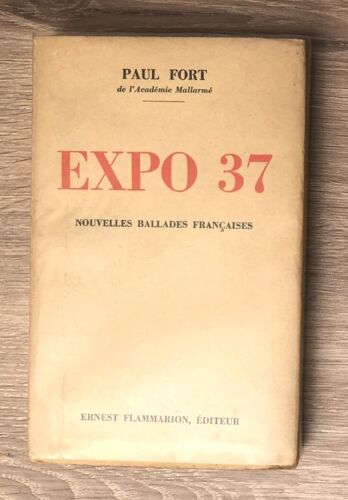 PAUL FORT
de l'Académie Mallarmé
EXPO 37
NOUVELLES BALLADES FRANÇAISES
ERNEST FLAMMARION, ÉDITEUR